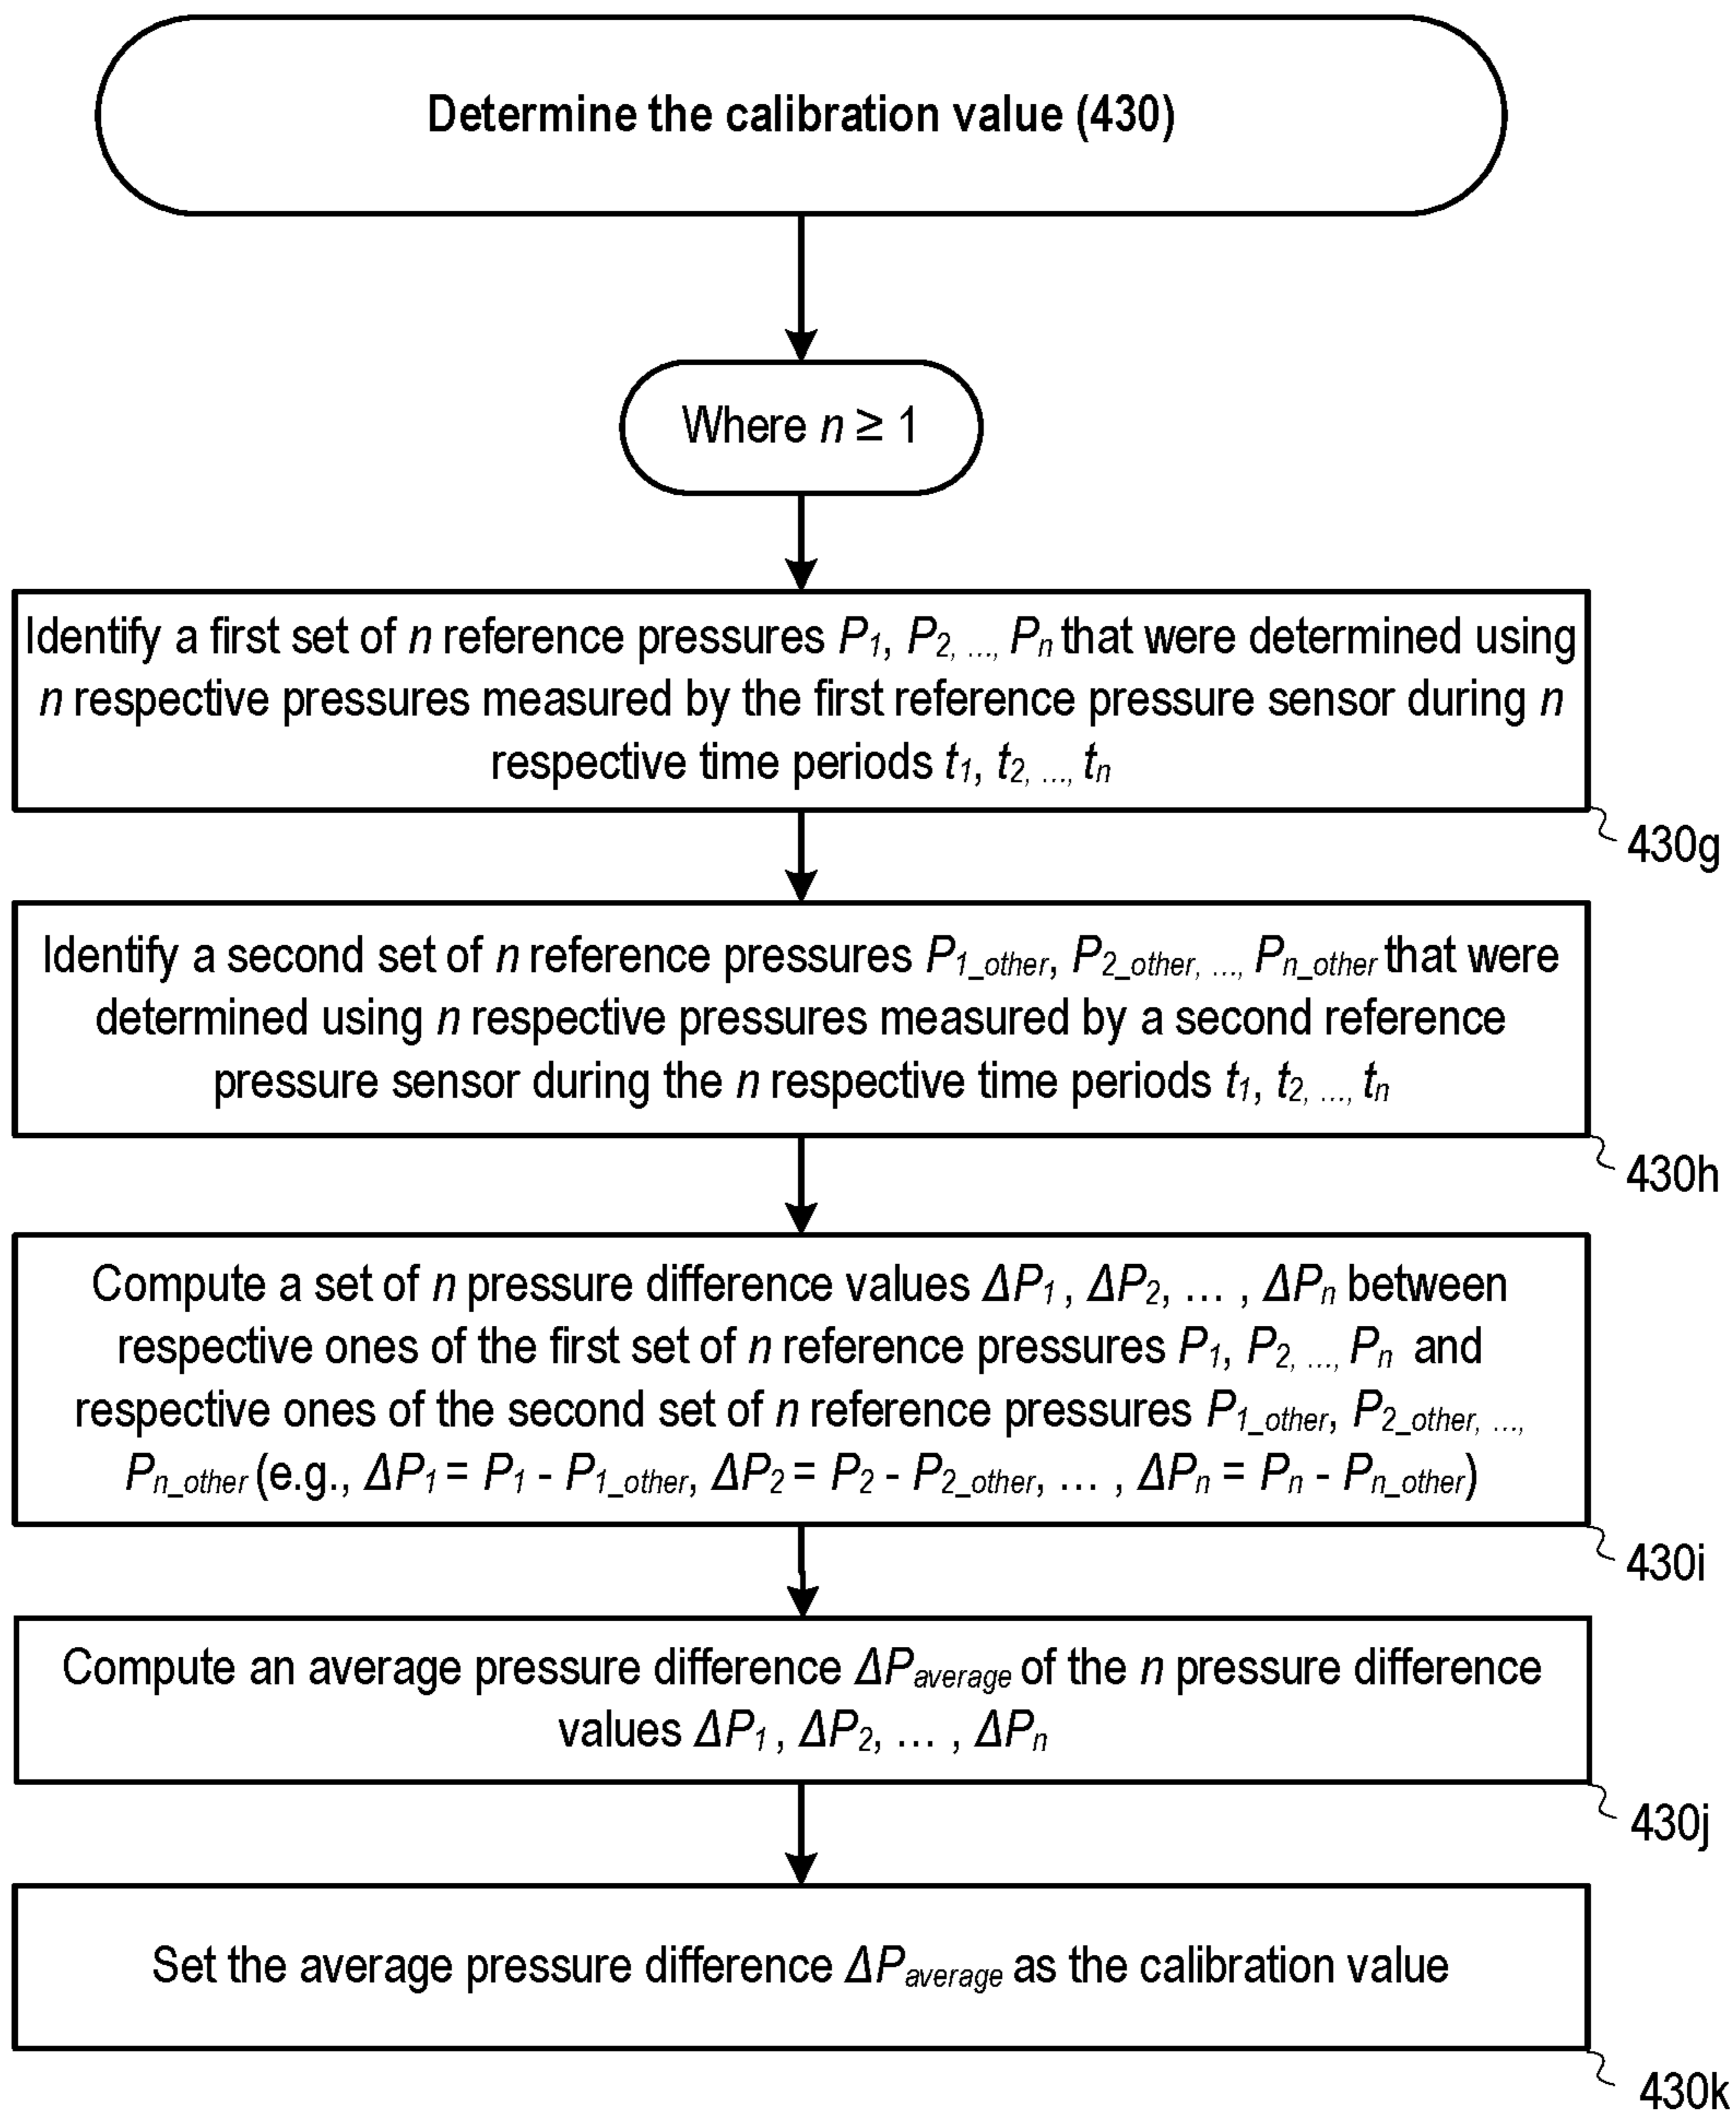 Determine the calibration value (430)
Where n ≥ 1
Identify a first set of n reference pressures P1, P2, ..., Pn that were determined using
n respective pressures measured by the first reference pressure sensor during n
respective time periods t1, t2, ..., tn
430g
Identify a second set of n reference pressures P1_other, P2_other, ..., Pn_other that were
determined using n respective pressures measured by a second reference
pressure sensor during the n respective time periods t1, t2, ..., tn
430h
Compute a set of n pressure difference values ΔP1 , ΔP2, ... , ΔPn between
respective ones of the first set of n reference pressures P1, P2, ..., Pn and
respective ones of the second set of n reference pressures P1_other, P2_other, ...,
Pn_other (e.g., ΔP1 = P1 - P1_other, ΔP2 = P2 - P2_other, ... , ΔPn = Pn - Pn_other)
430i
Compute an average pressure difference ΔPaverage of the n pressure difference
values ΔP1 , ΔP2, ... , ΔPn
430j
Set the average pressure difference ΔPaverage as the calibration value
430k